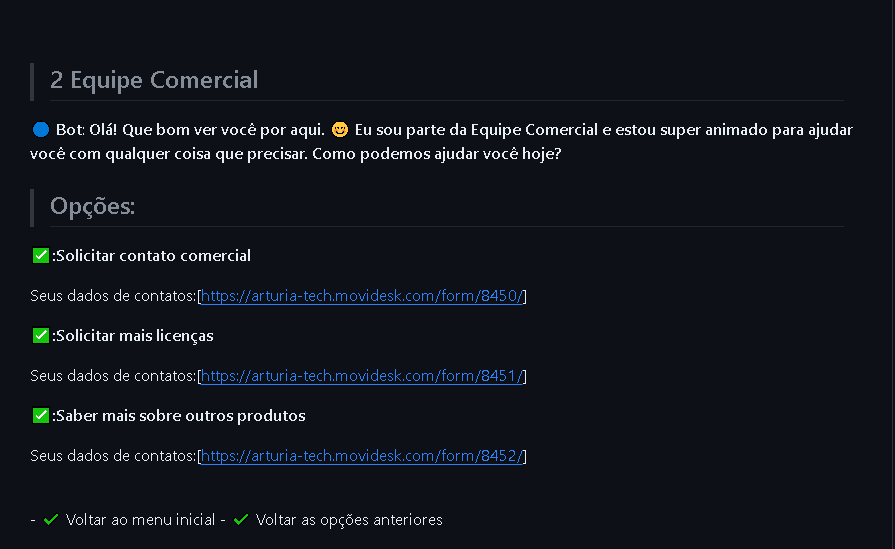 2 Equipe Comercial
🔵 Bot: Olá! Que bom ver você por aqui. 😄 Eu sou parte da Equipe Comercial e estou super animado para ajudar
você com qualquer coisa que precisar. Como podemos ajudar você hoje?
Opções:
✅:Solicitar contato comercial
Seus dados de contatos:[https://arturia-tech.movidesk.com/form/8450/]
✅:Solicitar mais licenças
Seus dados de contatos:[https://arturia-tech.movidesk.com/form/8451/]
✅:Saber mais sobre outros produtos
Seus dados de contatos:[https://arturia-tech.movidesk.com/form/8452/]
- ✔ Voltar ao menu inicial - ✔ Voltar as opções anteriores